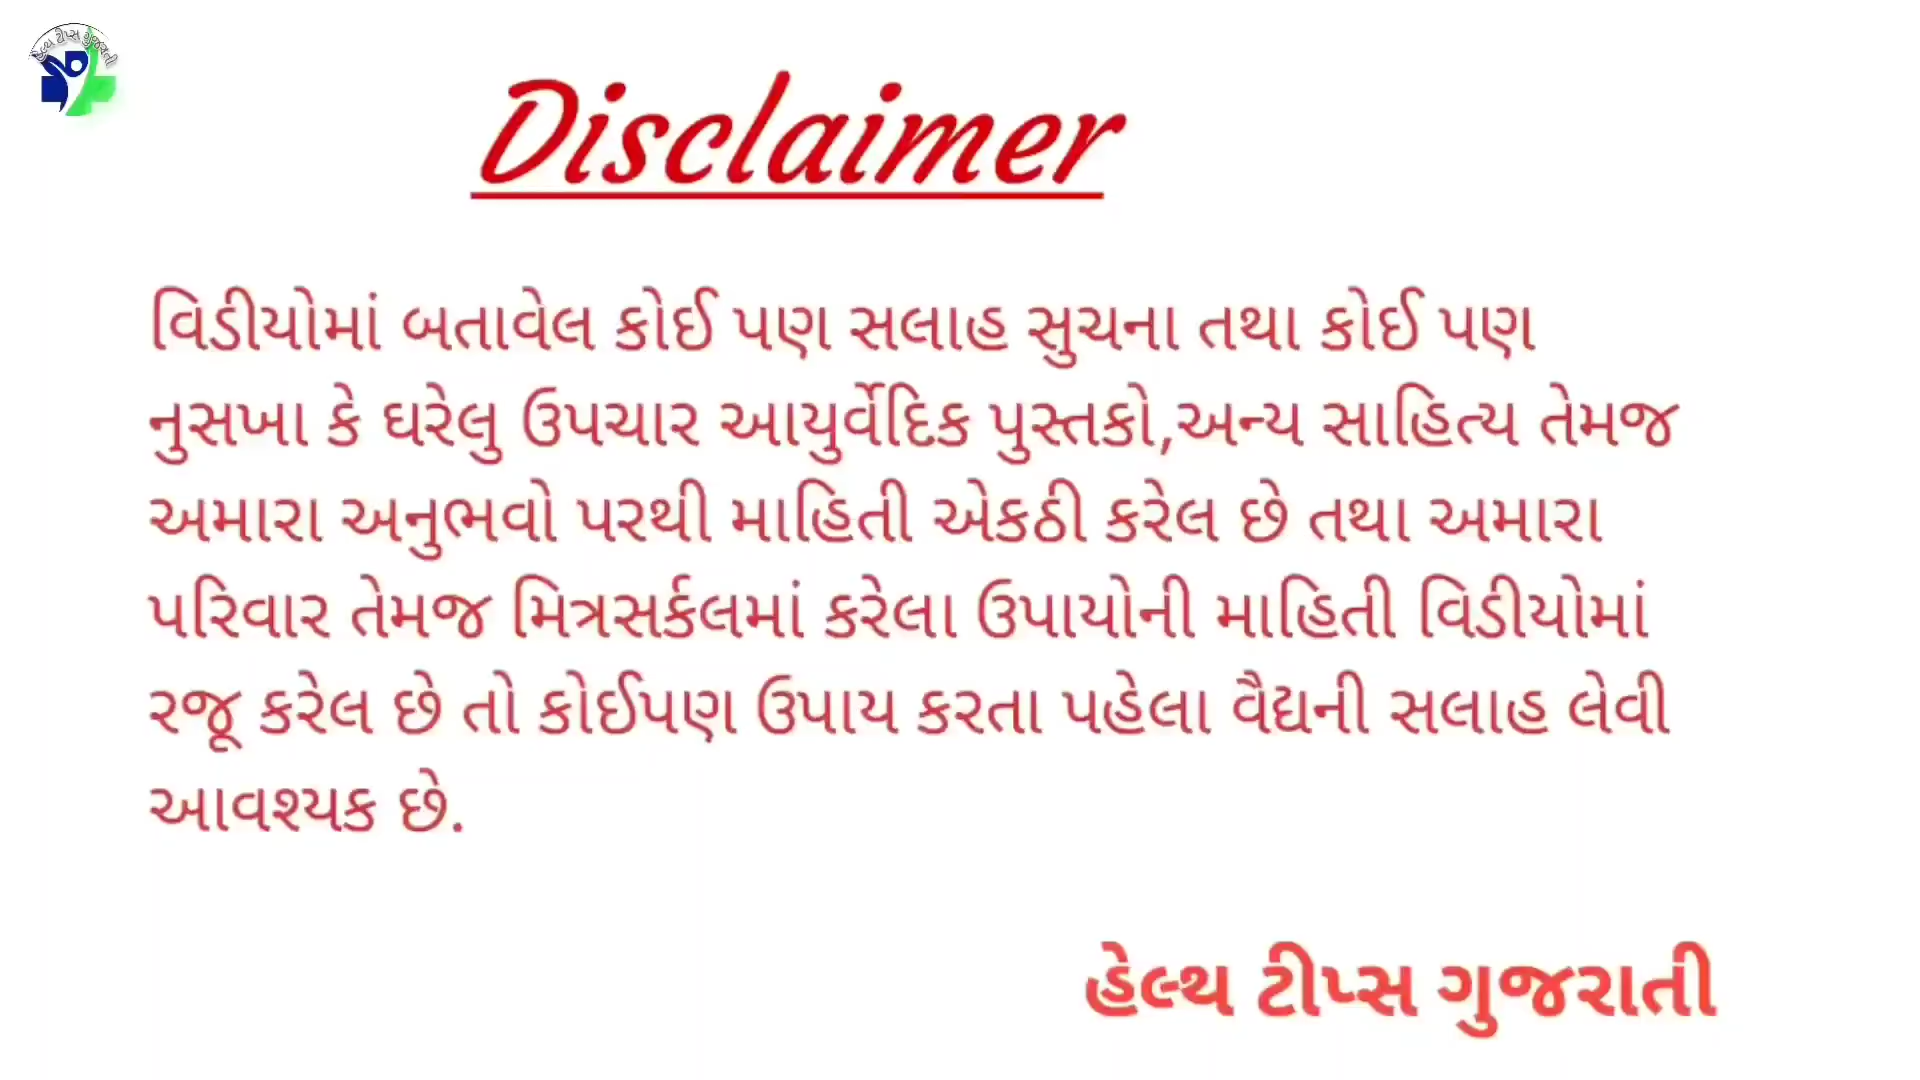 હેલ્થ ટીપ્સ ગુજરાતી
Disclaimer
વિડીયોમાં બતાવેલ કોઈ પણ સલાહ સુચના તથા કોઈ પણ
નુસખા કે ઘરેલુ ઉપચાર આયુર્વેદિક પુસ્તકો,અન્ય સાહિત્ય તેમજ
અમારા અનુભવો પરથી માહિતી એકઠી કરેલ છે તથા અમારા
પરિવાર તેમજ મિત્રસર્કલમાં કરેલા ઉપાયોની માહિતી વિડીયોમાં
રજૂ કરેલ છે તો કોઈપણ ઉપાય કરતા પહેલા વૈદ્યની સલાહ લેવી
આવશ્યક છે.
હેલ્થ ટીપ્સ ગુજરાતી